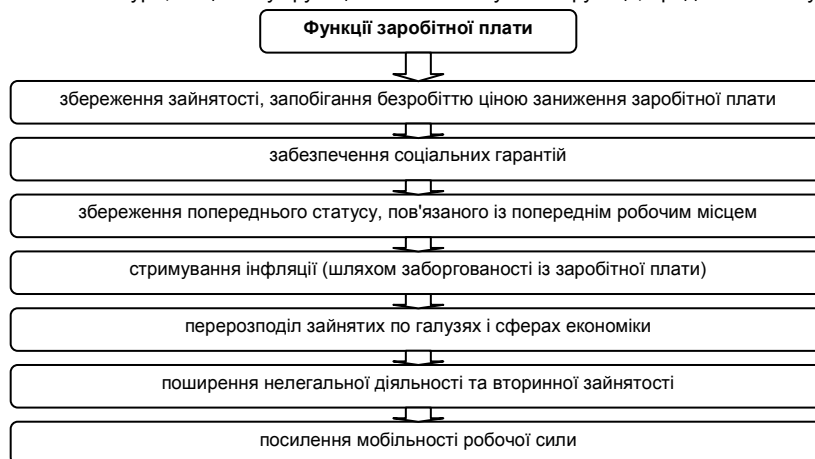 Функції заробітної плати
збереження зайнятості, запобігання безробіттю ціною заниження заробітної плати
забезпечення соціальних гарантій
збереження попереднього статусу, пов'язаного із попереднім робочим місцем
стримування інфляції (шляхом заборгованості із заробітної плати)
перерозподіл зайнятих по галузях і сферах економіки
поширення нелегальної діяльності та вторинної зайнятості
посилення мобільності робочої сили